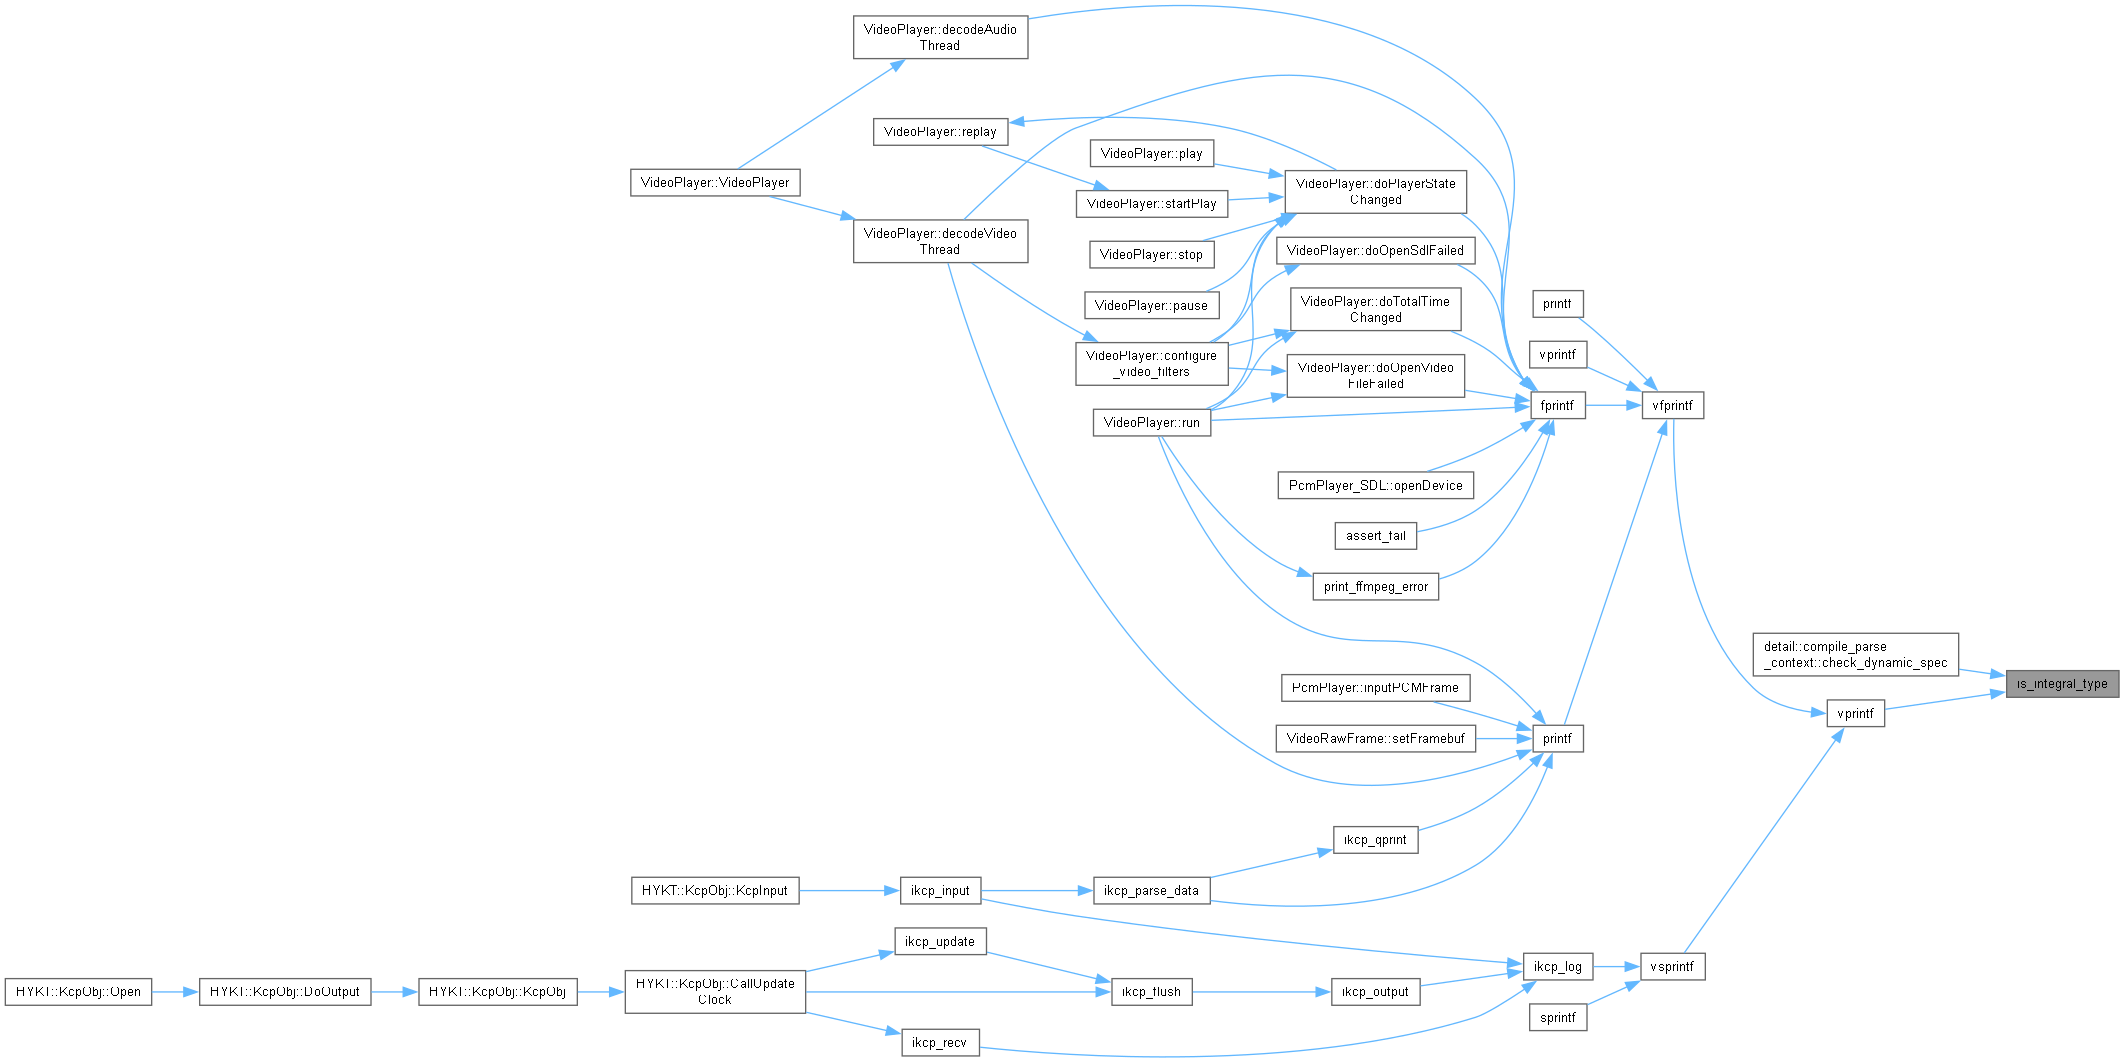 VideoPlayer::decodeAudio
Thread
VideoPlayer::replay
VideoPlayer::play
VideoPlayer::VideoPlayer
VideoPlayer::doPlayerState
Changed
VideoPlayer::startPlay
VideoPlayer::decodeVideo
Thread
VideoPlayer::stop
VideoPlayer::doOpenSdlFailed
VideoPlayer::pause
VideoPlayer::doTotalTime
Changed
printf
VideoPlayer::configure
_video_filters
vprintf
VideoPlayer::doOpenVideo
FileFailed
fprintf
vfprintf
VideoPlayer::run
PcmPlayer_SDL::openDevice
assert_fail
print_ffmpeg_error
detail::compile_parse
_context::check_dynamic_spec
is_integral_type
PcmPlayer::inputPCMFrame
vprintf
VideoRawFrame::setFramebuf
printf
ikcp_qprint
HYKT::KcpObj::KcpInput
ikcp_input
ikcp_parse_data
ikcp_update
ikcp_log
vsprintf
HYKT::KcpObj::Open
HYKT::KcpObj::DoOutput
HYKT::KcpObj::KcpObj
HYKT::KcpObj::CallUpdate
Clock
ikcp_flush
ikcp_output
sprintf
ikcp_recv